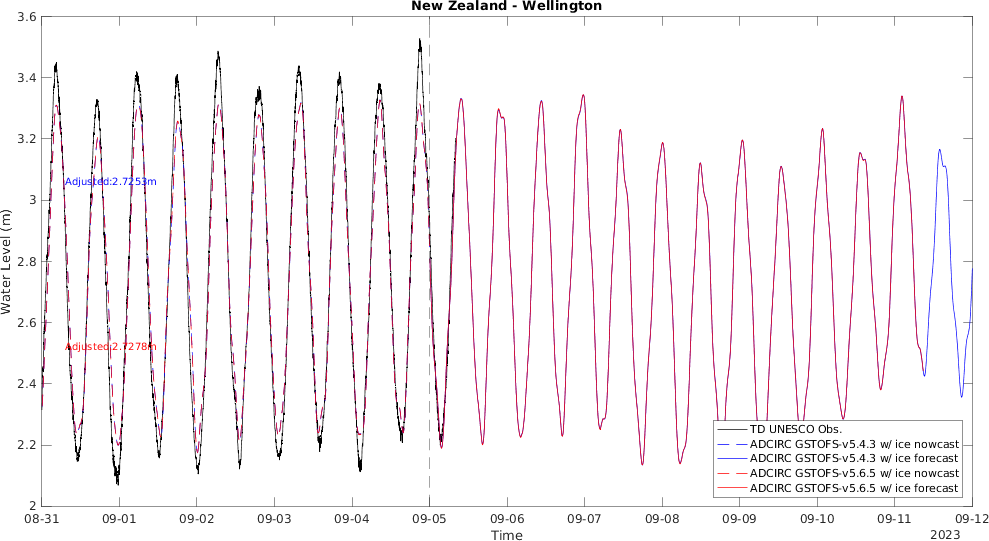 New Zealand - Wellington
3.6
3.4
3.2
3
2.8
2.6
2.4
2.2
2
Water Level (m)
Adjusted:2.7253m
Adjusted:2.7278m
TD UNESCO Obs.
ADCIRC GSTOFS-v5.4.3 w/ ice nowcast
ADCIRC GSTOFS-v5.4.3 w/ ice forecast
ADCIRC GSTOFS-v5.6.5 w/ ice nowcast
ADCIRC GSTOFS-v5.6.5 w/ ice forecast
08-31 09-01 09-02 09-03 09-04 09-05 09-06 09-07 09-08 09-09 09-10 09-11 09-12
Time
2023